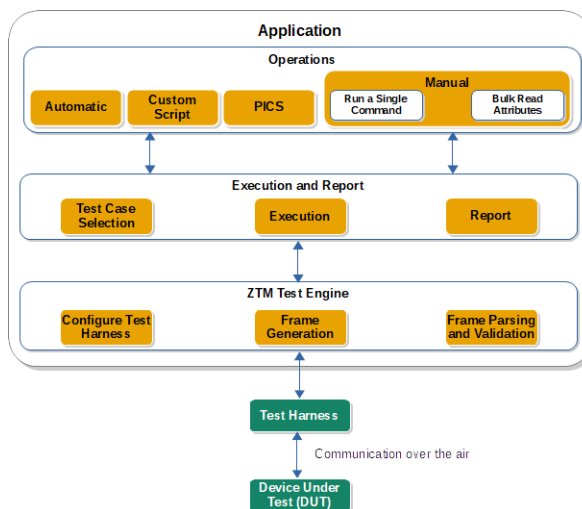 Application
Operations
Automatic
Custom
Script
PICS
Manual
Run a Single
Command
Bulk Read
Attributes
Execution and Report
Test Case
Selection
Execution
Report
ZTM Test Engine
Configure Test
Harness
Frame
Generation
Frame Parsing
and Validation
Test Harness
Communication over the air
Device Under
Test (DUT)